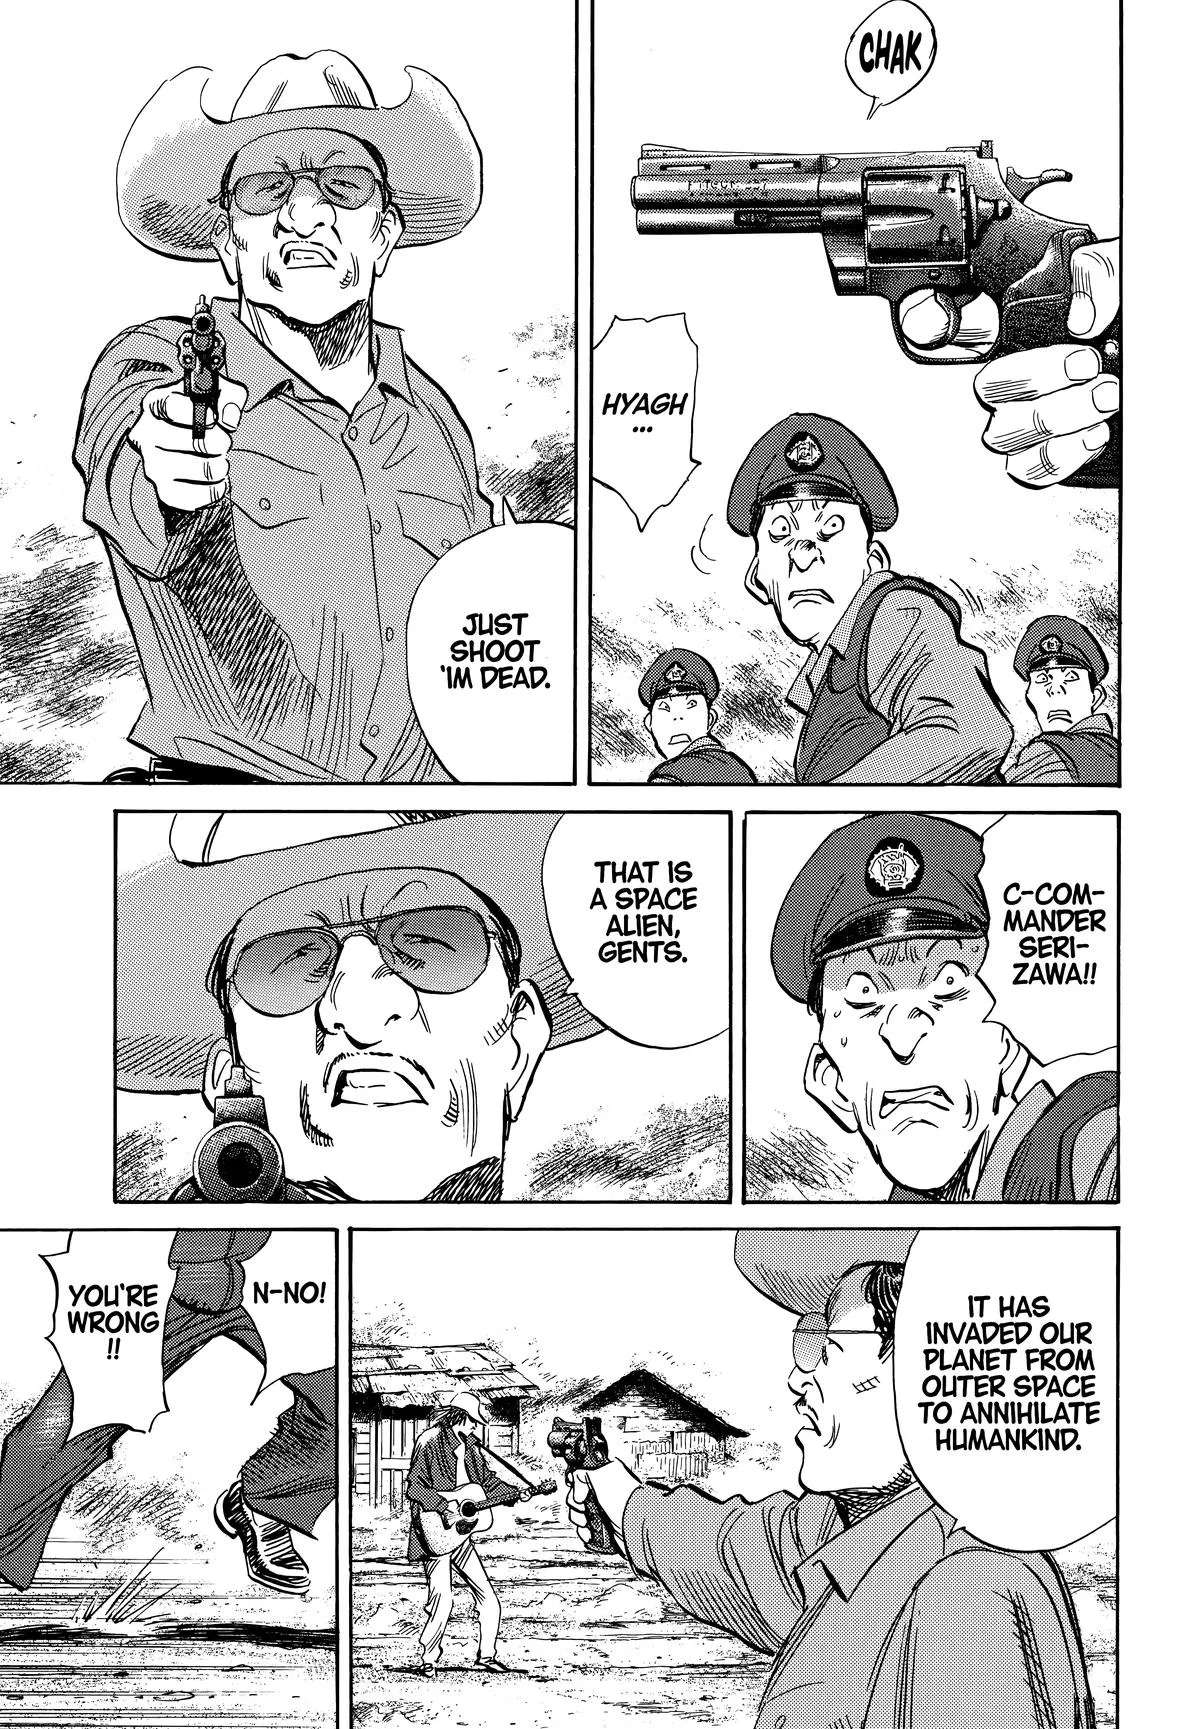 CHAK
HYAGH
...
JUST
SHOOT
'IM DEAD.
C-COM-
MANDER
SERI-
ZAWA!!
THAT IS
A SPACE
ALIEN,
GENTS.
IT HAS
INVADED OUR
PLANET FROM
OUTER SPACE
TO ANNIHILATE
HUMANKIND.
N-NO!
YOU'RE
WRONG
!!